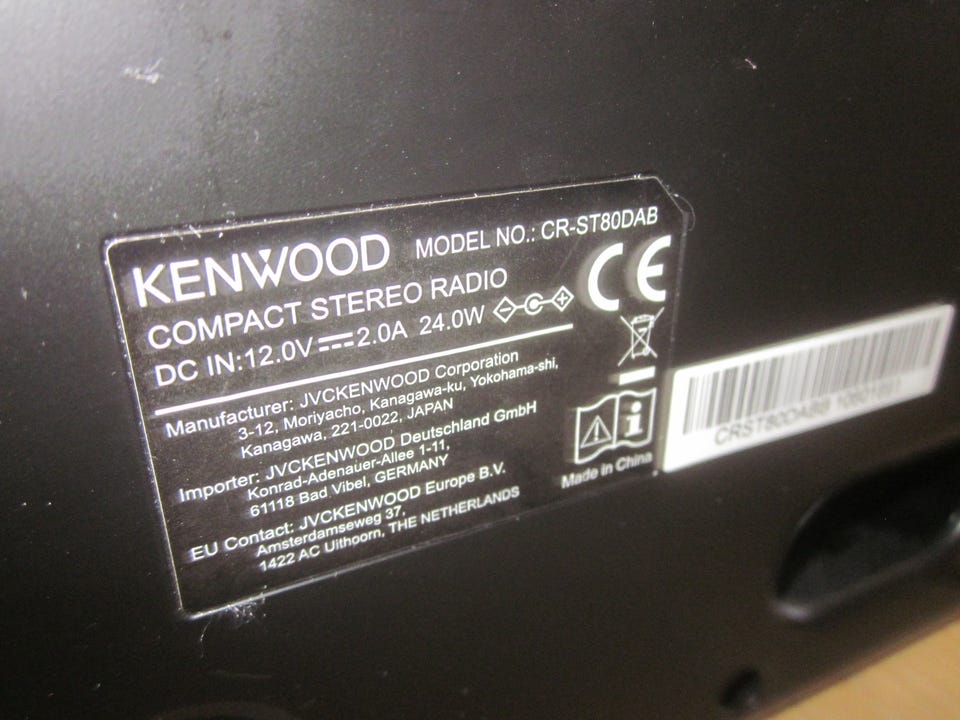 KENWOOD MODEL NO.: CR-ST80DAB
COMPACT STEREO RADIO
DC IN:12.0V 2.0A 24.0W
Manufacturer: JVCKENWOOD Corporation
3-12, Moriyacho, Kanagawa-ku, Yokohama-shi,
Kanagawa, 221-0022, JAPAN
Importer: JVCKENWOOD Deutschland GmbH
Konrad-Adenauer-Allee 1-11,
61118 Bad Vibel, GERMANY
EU Contact: JVCKENWOOD Europe B.V.
Amsterdamseweg 37,
1422 AC Uithoorn, THE NETHERLANDS
CE
Made in China
CRST80DABB